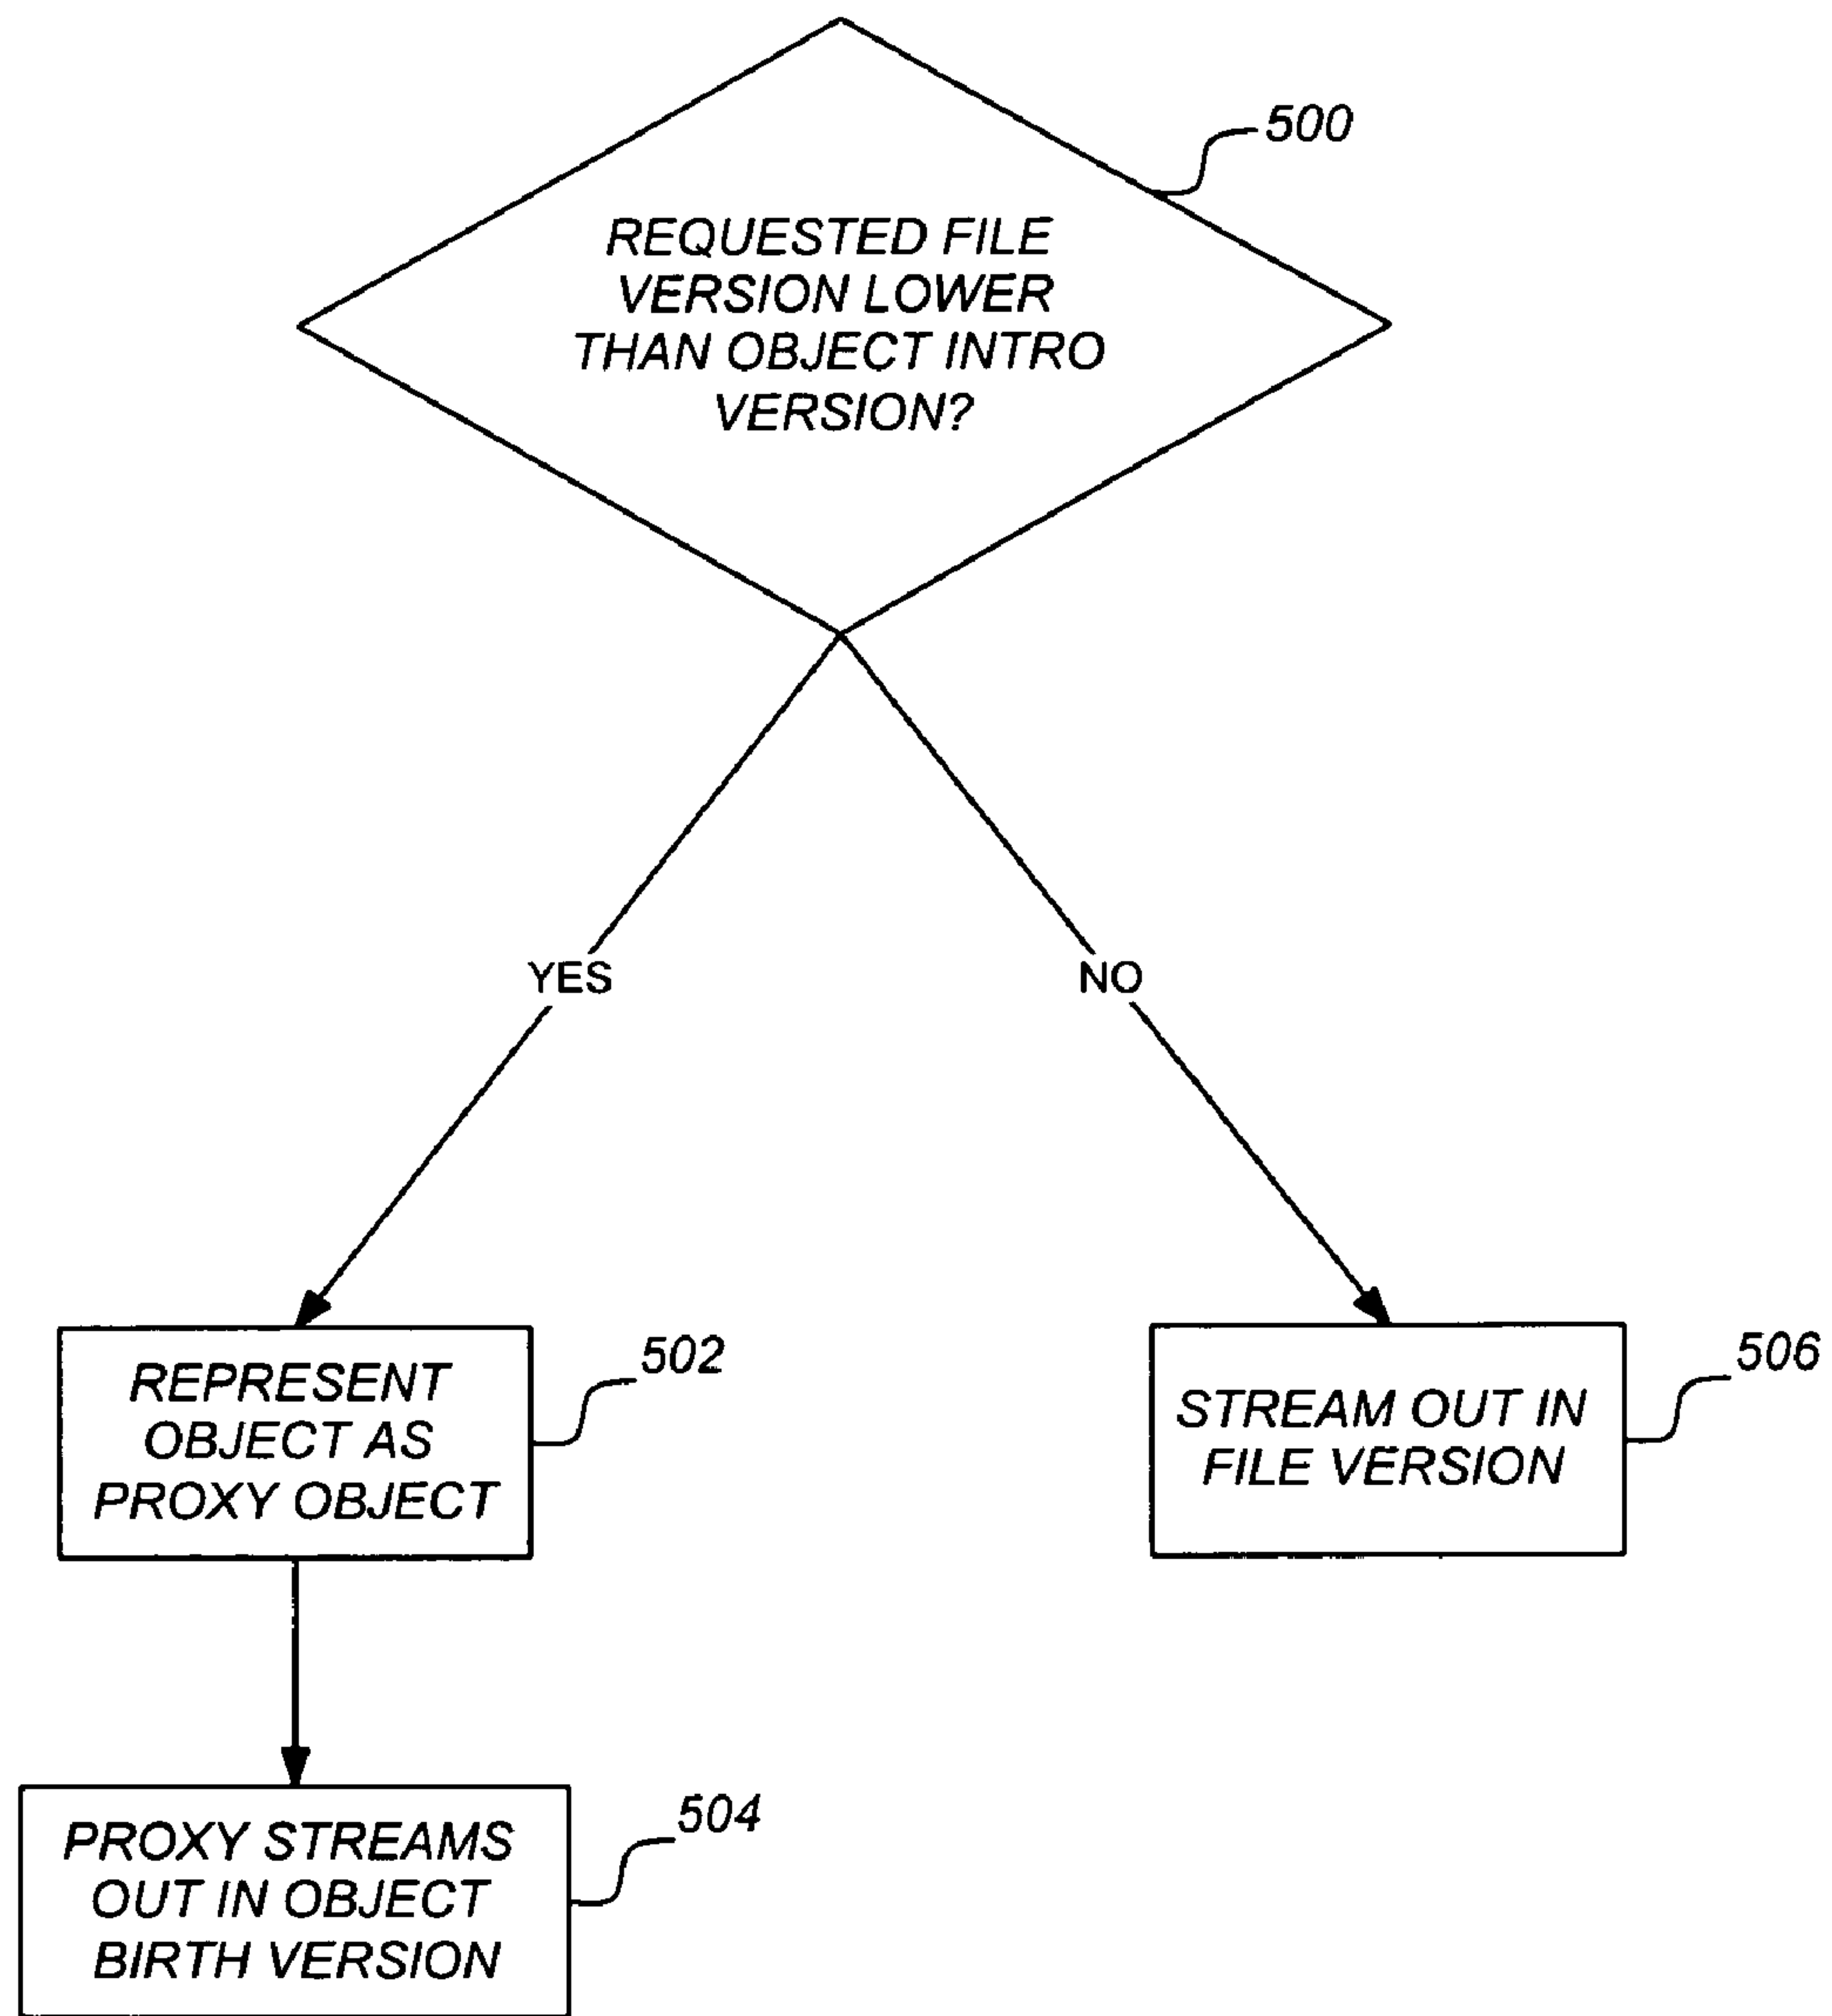 500
REQUESTED FILE
VERSION LOWER
THAN OBJECT INTRO
VERSION?
YES
NO
502
REPRESENT
OBJECT AS
PROXY OBJECT
506
STREAM OUT IN
FILE VERSION
504
PROXY STREAMS
OUT IN OBJECT
BIRTH VERSION